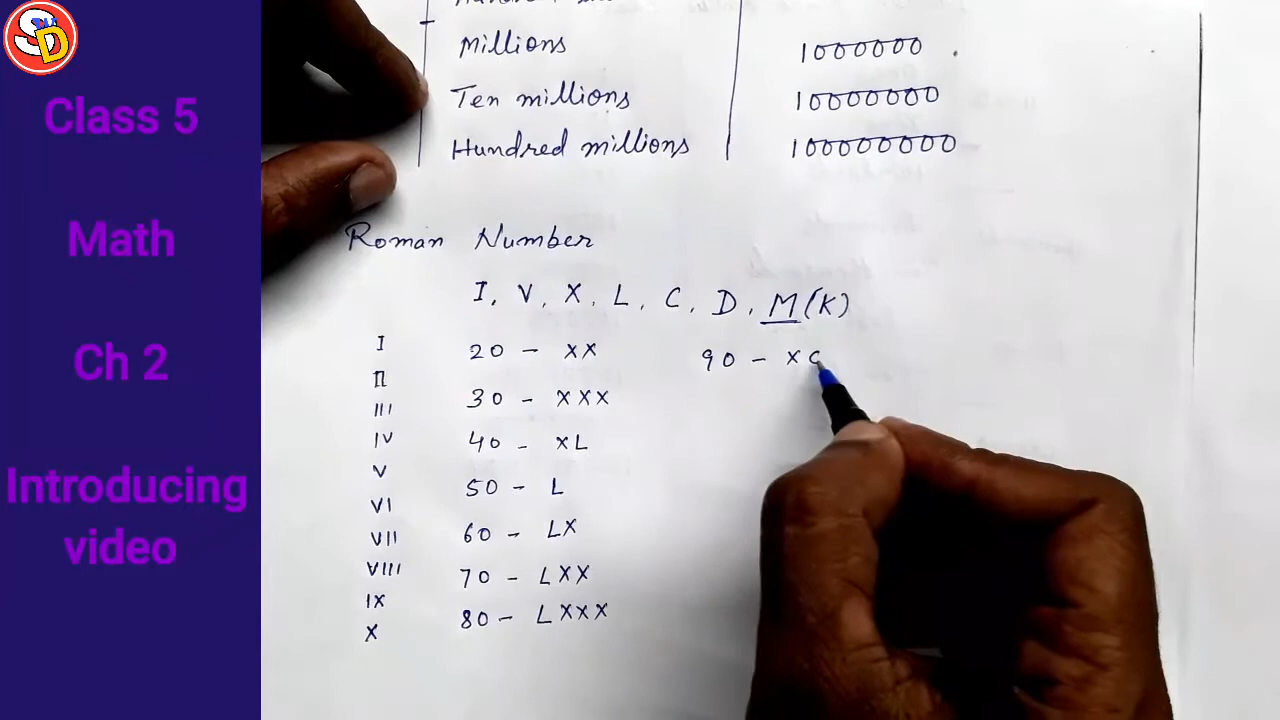 SD
Class 5
Math
Ch 2
Introducing
video
Millions 1000000
Ten millions 10000000
Hundred millions 100000000
Roman Number
I, V, X, L, C, D, M(K)
I
II
III
IV
V
VI
VII
VIII
IX
X
20 - XX
30 - XXX
40 - XL
50 - L
60 - LX
70 - LXX
80 - LXXX
90 - XC